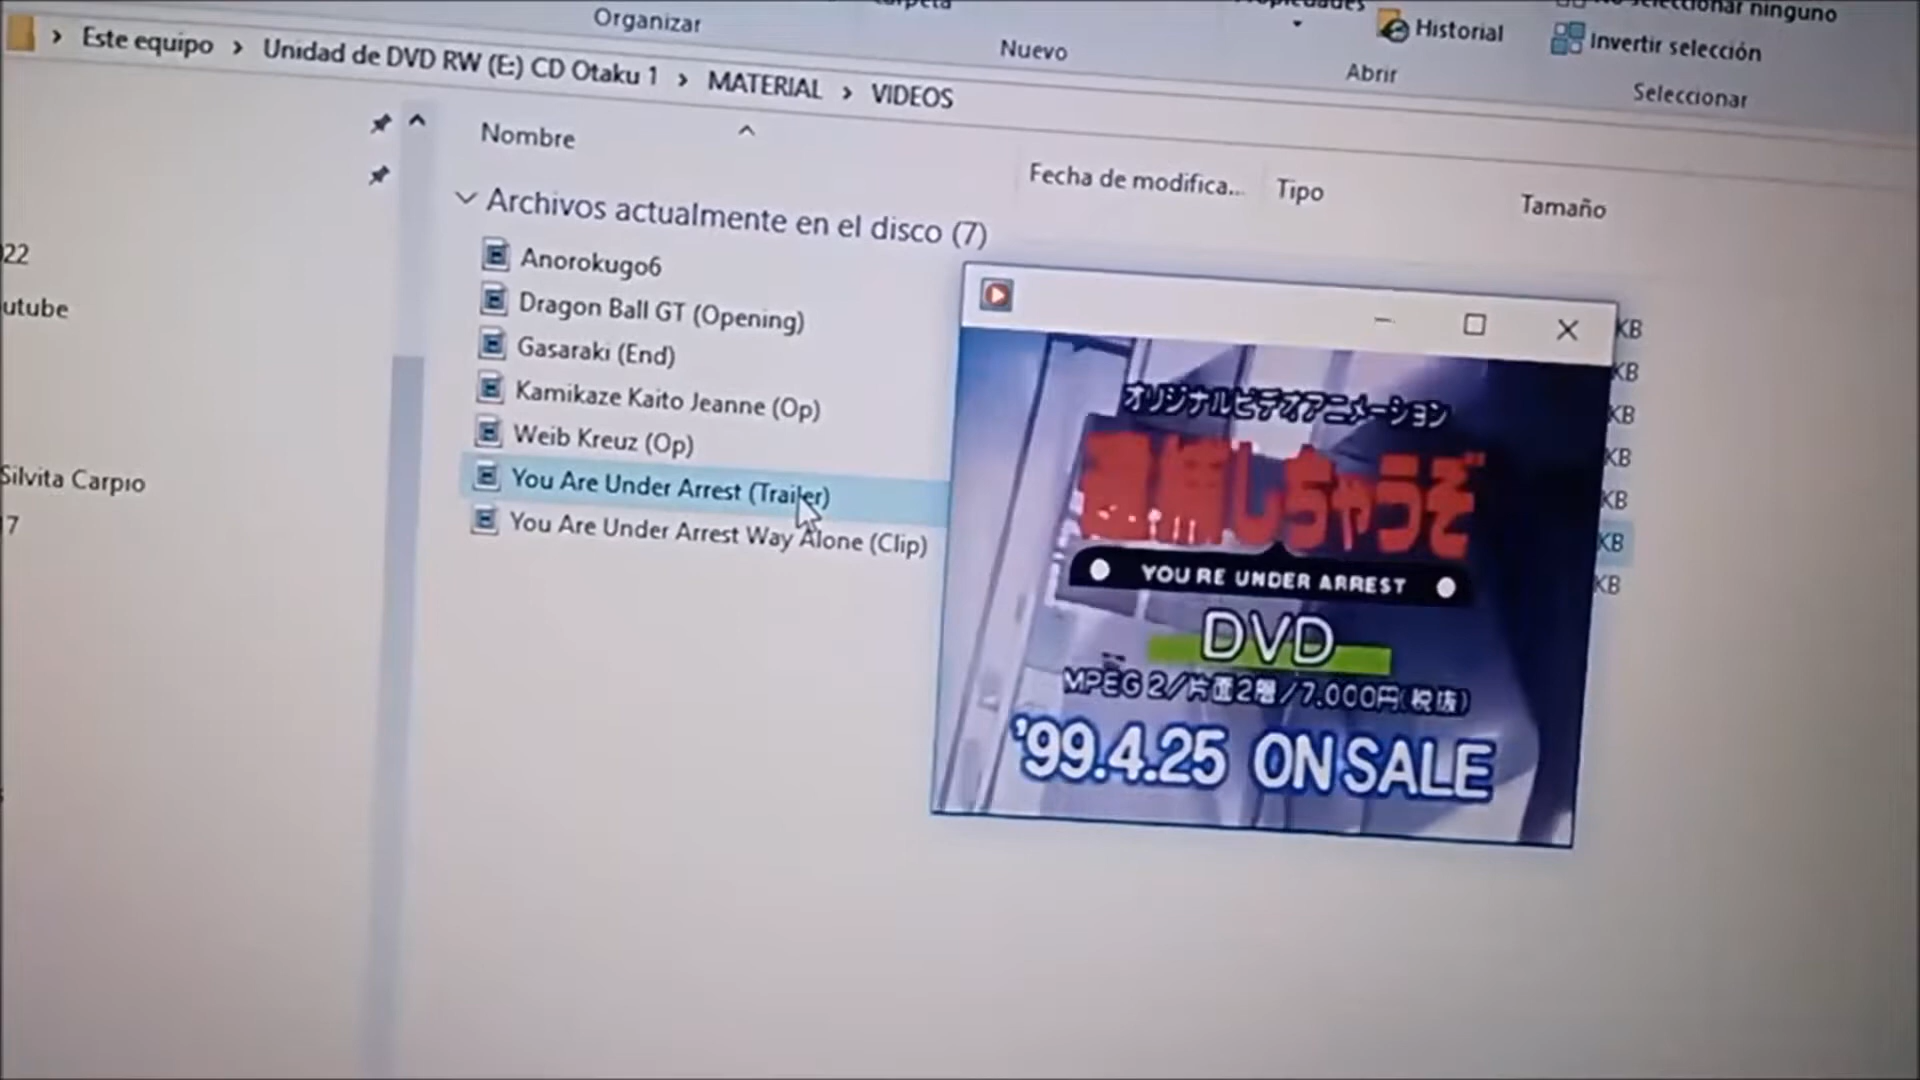 Organizar
Nuevo
Historial
Abrir
seleccionar ninguno
Invertir selección
Seleccionar
Este equipo > Unidad de DVD RW (E:) CD Otaku 1 > MATERIAL > VIDEOS
Nombre
Fecha de modifica...
Tipo
Tamaño
Archivos actualmente en el disco (7)
Anorokugo6
Dragon Ball GT (Opening)
Gasaraki (End)
Kamikaze Kaito Jeanne (Op)
Weib Kreuz (Op)
You Are Under Arrest (Trailer)
You Are Under Arrest Way Alone (Clip)
KB
KB
KB
KB
KB
KB
KB
22
utube
Silvita Carpio
7
オリジナルビデオアニメーション
逮捕しちゃうぞ
YOU'RE UNDER ARREST
DVD
MPEG 2/片面2層/7.000円(税抜)
'99.4.25 ON SALE